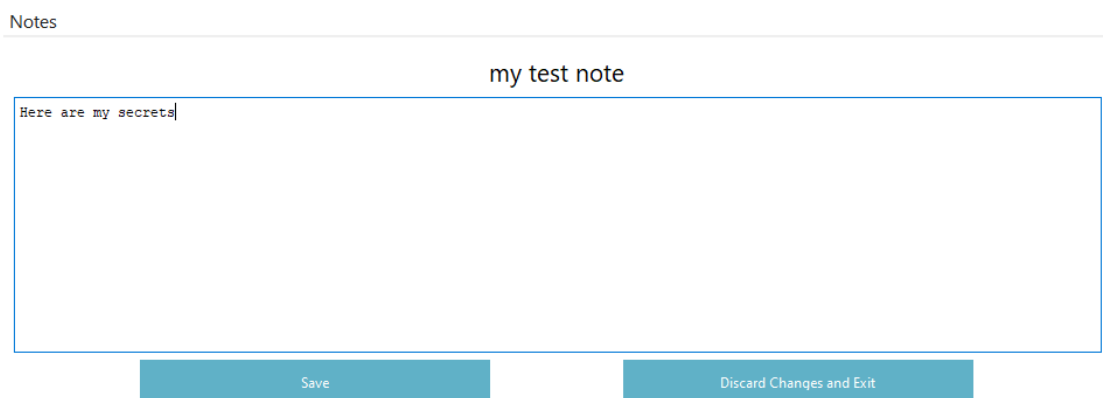 Notes
my test note
Here are my secrets
Save
Discard Changes and Exit